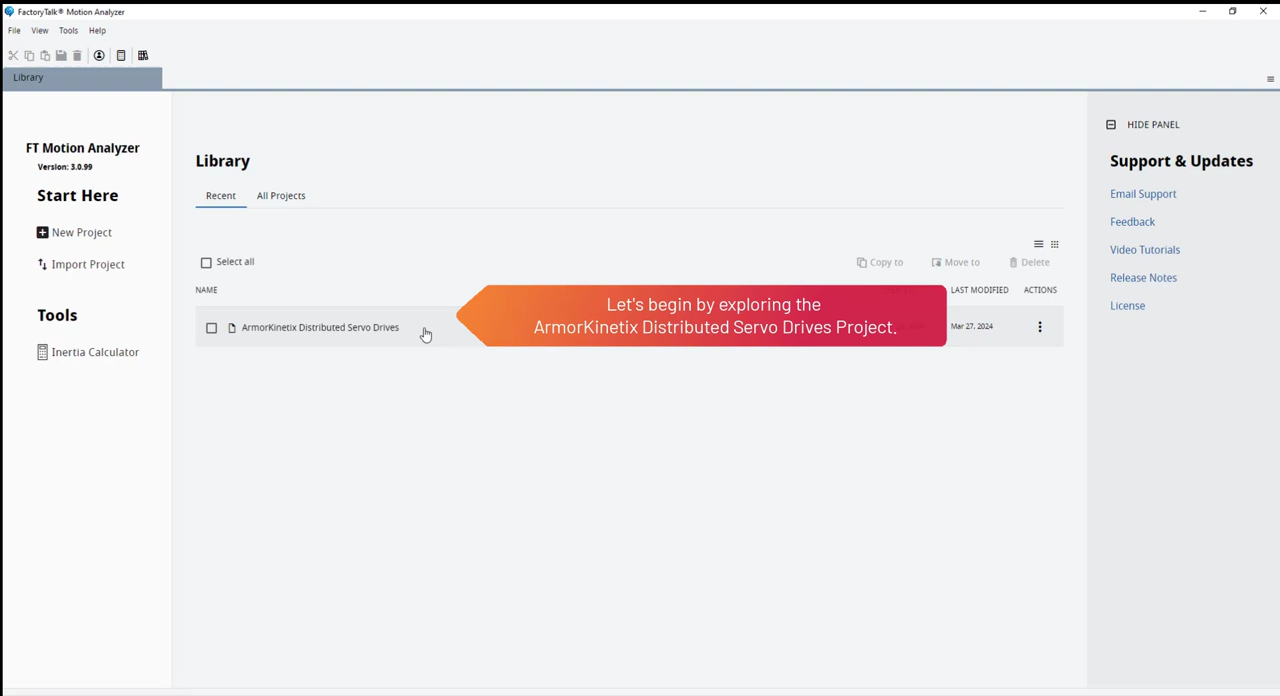 FactoryTalk® Motion Analyzer
File View Tools Help
Library
FT Motion Analyzer
Version: 3.0.99
Start Here
New Project
Import Project
Tools
Inertia Calculator
Library
Recent All Projects
Select all Copy to Move to Delete
NAME LAST MODIFIED ACTIONS
ArmorKinetix Distributed Servo Drives Mar 27, 2024
Let's begin by exploring the
ArmorKinetix Distributed Servo Drives Project.
HIDE PANEL
Support & Updates
Email Support
Feedback
Video Tutorials
Release Notes
License